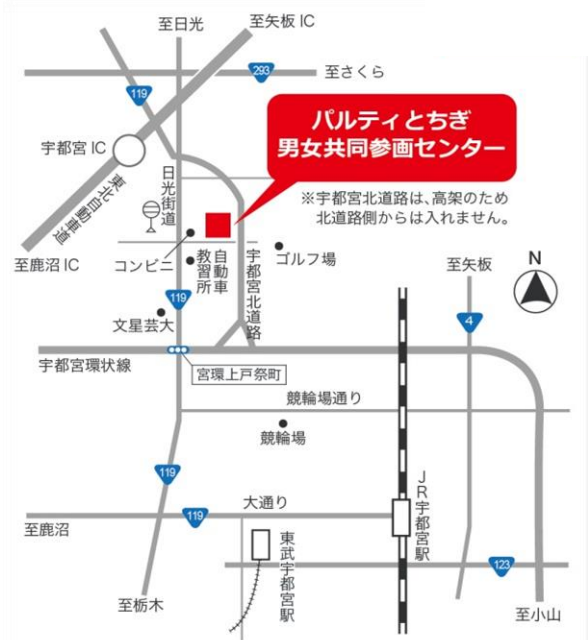 至日光
至矢板 IC
293
至さくら
119
パルティとちぎ
男女共同参画センター
宇都宮 IC
東北自動車道
日光街道
※宇都宮北道路は、高架のため
北道路側からは入れません。
至鹿沼 IC
コンビニ
自動車
教習所
宇都宮北道路
ゴルフ場
至矢板
N
119
文星芸大
4
宇都宮環状線
宮環上戸祭町
競輪場通り
競輪場
119
JR宇都宮駅
大通り
119
至鹿沼
東武宇都宮駅
123
至栃木
至小山